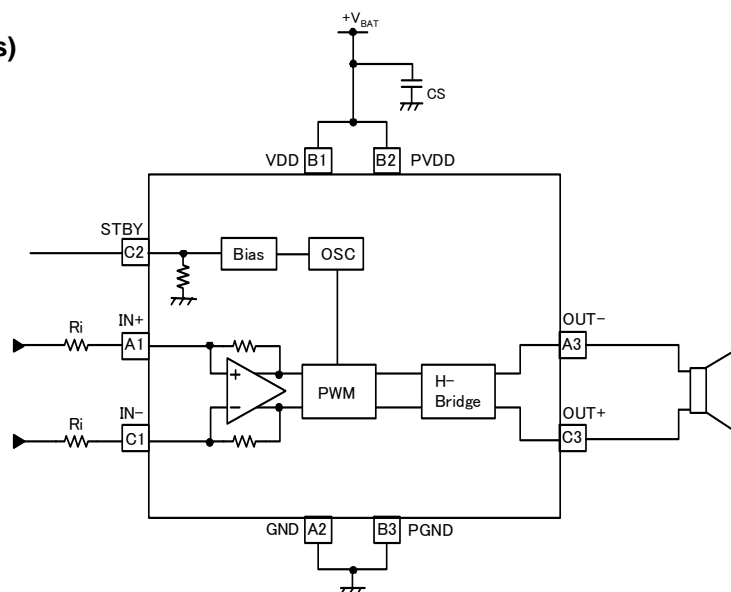 s)
+VBAT
CS
VDD B1 B2 PVDD
STBY
C2
Bias
OSC
Ri
IN+
A1
+
PWM
H-
Bridge
OUT-
A3
Ri
IN-
C1
-
OUT+
C3
GND A2 B3 PGND